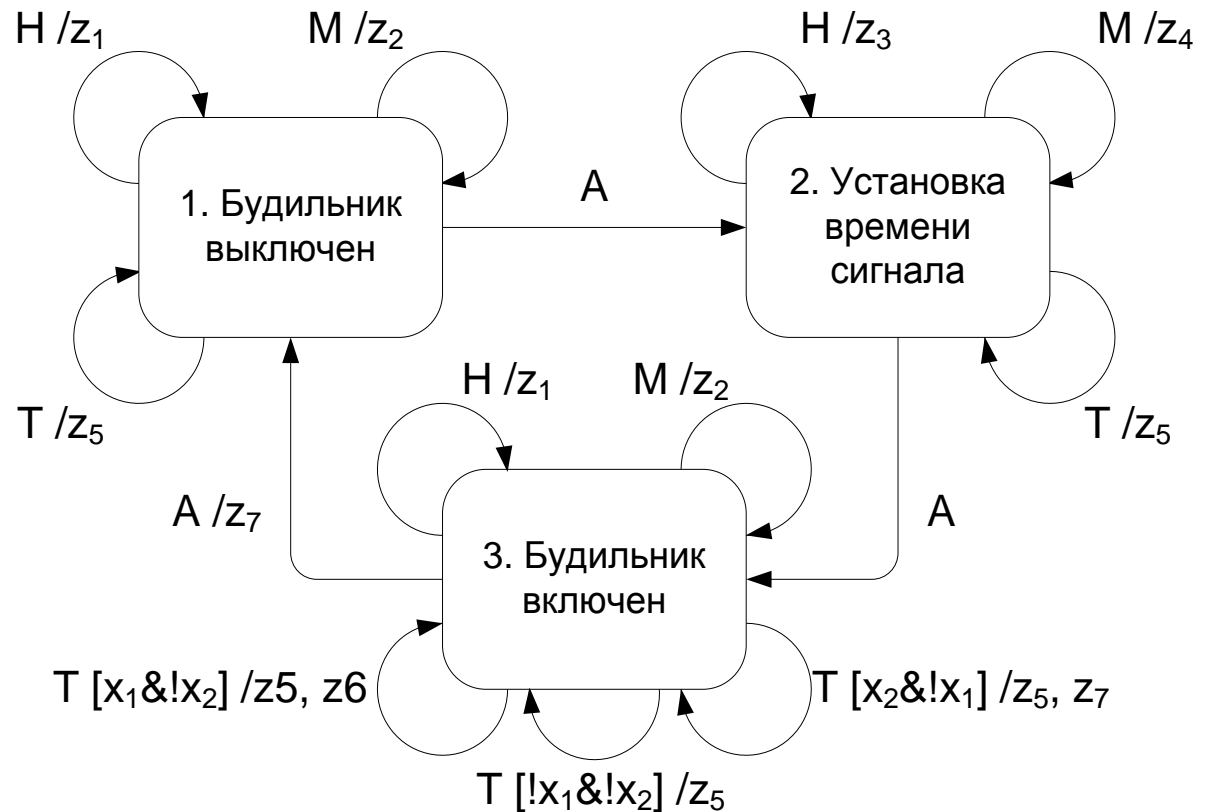 H /z₁
M /z₂
H /z₃
M /z₄
1. Будильник
выключен
A
2. Установка
времени
сигнала
T /z₅
T /z₅
H /z₁
M /z₂
A /z₇
A
3. Будильник
включен
T [x₁&!x₂] /z5, z6
T [x₂&!x₁] /z₅, z₇
T [!x₁&!x₂] /z₅